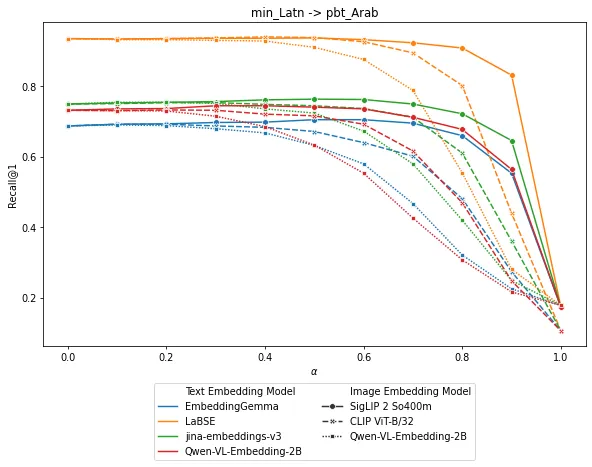 min_Latn -> pbt_Arab
Recall@1
0.8
0.6
0.4
0.2
0.0 0.2 0.4 0.6 0.8 1.0
α
Text Embedding Model Image Embedding Model
EmbeddingGemma SigLIP 2 So400m
LaBSE CLIP ViT-B/32
jina-embeddings-v3 Qwen-VL-Embedding-2B
Qwen-VL-Embedding-2B